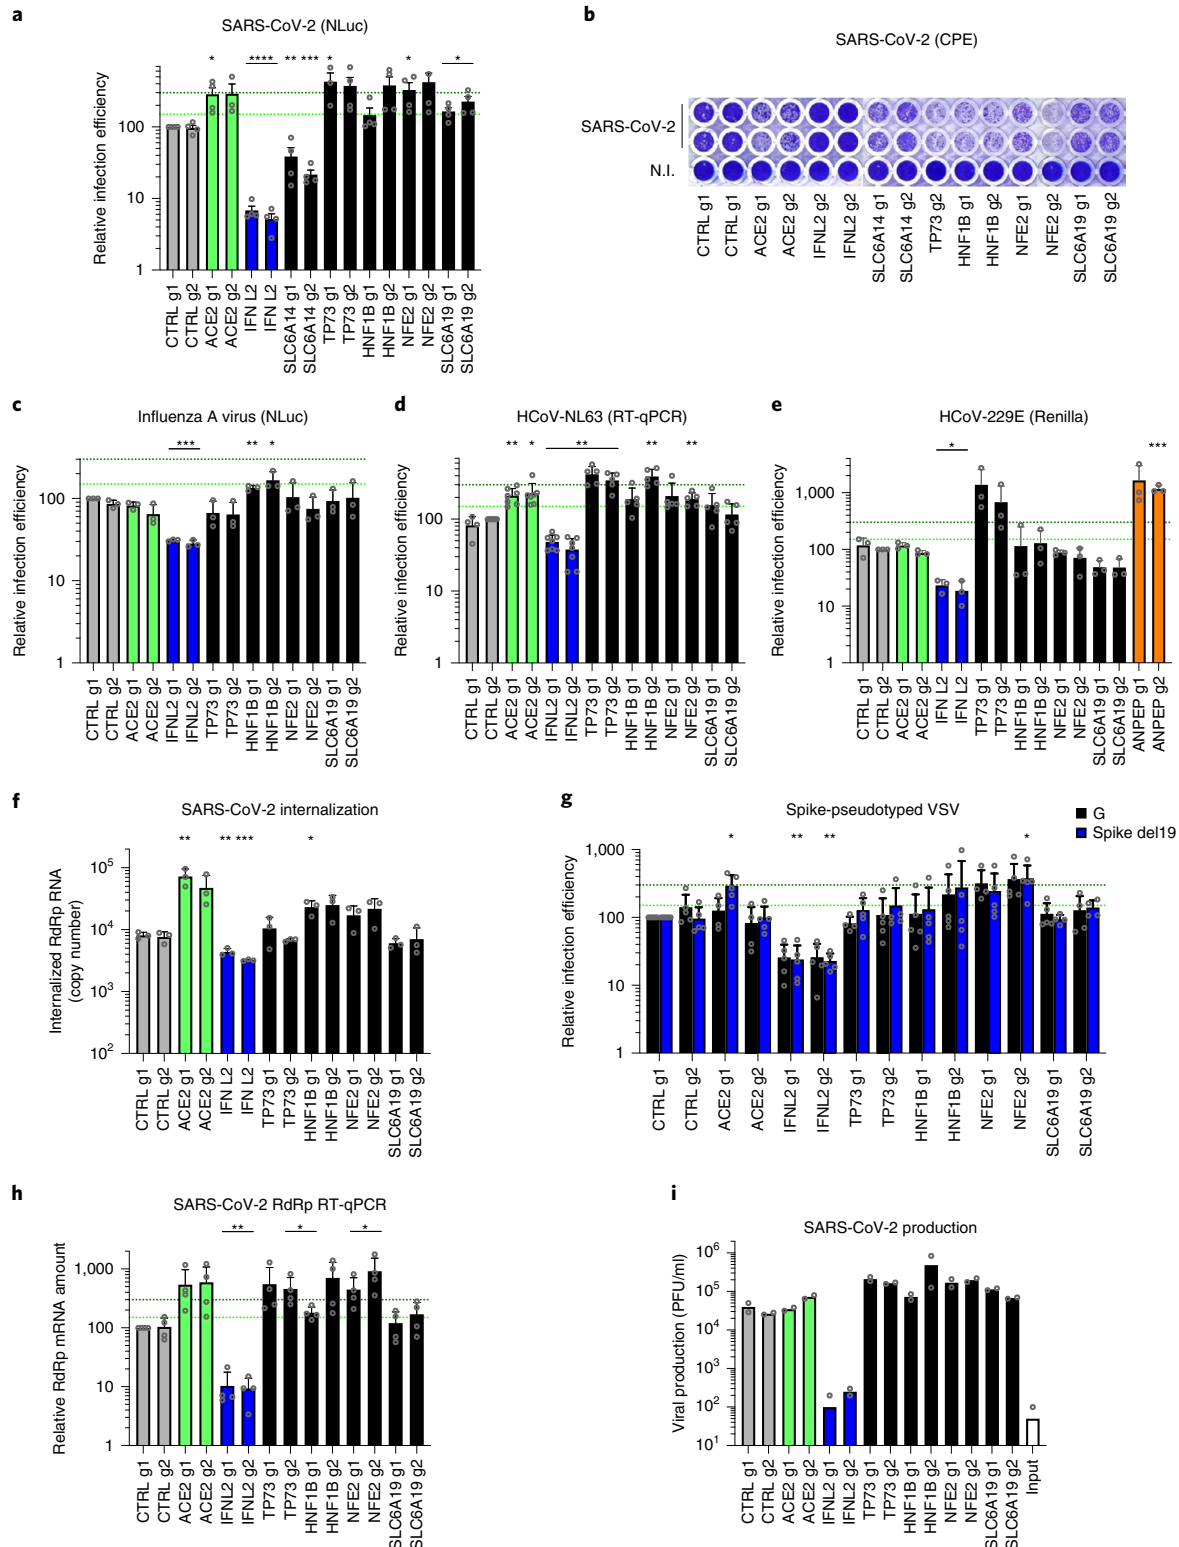 a
SARS-CoV-2 (NLuc)
* **** ** *** * * *
Relative infection efficiency
100
10
1
CTRL g1
CTRL g2
ACE2 g1
ACE2 g2
IFN L2
IFN L2
SLC6A14 g1
SLC6A14 g2
TP73 g1
TP73 g2
HNF1B g1
HNF1B g2
NFE2 g1
NFE2 g2
SLC6A19 g1
SLC6A19 g2
b
SARS-CoV-2 (CPE)
SARS-CoV-2
N.I.
CTRL g1
CTRL g1
ACE2 g1
ACE2 g2
IFNL2 g2
IFNL2 g2
SLC6A14 g1
SLC6A14 g2
TP73 g2
HNF1B g1
HNF1B g2
NFE2 g1
NFE2 g2
SLC6A19 g1
SLC6A19 g2
c
Influenza A virus (NLuc)
*** ** *
Relative infection efficiency
100
10
1
CTRL g1
CTRL g2
ACE2 g1
ACE2 g2
IFNL2 g1
IFNL2 g2
TP73 g1
TP73 g2
HNF1B g1
HNF1B g2
NFE2 g1
NFE2 g2
SLC6A19 g1
SLC6A19 g2
d
HCoV-NL63 (RT-qPCR)
** * ** ** **
Relative infection efficiency
100
10
1
CTRL g1
CTRL g2
ACE2 g1
ACE2 g2
IFNL2 g1
IFNL2 g2
TP73 g1
TP73 g2
HNF1B g1
HNF1B g2
NFE2 g1
NFE2 g2
SLC6A19 g1
SLC6A19 g2
e
HCoV-229E (Renilla)
* ***
Relative infection efficiency
1,000
100
10
1
CTRL g1
CTRL g2
ACE2 g1
ACE2 g2
IFN L2
IFN L2
TP73 g1
TP73 g2
HNF1B g1
HNF1B g2
NFE2 g1
NFE2 g2
SLC6A19 g1
SLC6A19 g2
ANPEP g1
ANPEP g2
f
SARS-CoV-2 internalization
** ** *** *
Internalized RdRp RNA
(copy number)
10⁵
10⁴
10³
10²
CTRL g1
CTRL g2
ACE2 g1
ACE2 g2
IFN L2
IFN L2
TP73 g1
TP73 g2
HNF1B g1
HNF1B g2
NFE2 g1
NFE2 g2
SLC6A19 g1
SLC6A19 g2
g
Spike-pseudotyped VSV
G
Spike del19
* ** ** *
Relative infection efficiency
1,000
100
10
1
CTRL g1
CTRL g2
ACE2 g1
ACE2 g2
IFNL2 g1
IFNL2 g2
TP73 g1
TP73 g2
HNF1B g1
HNF1B g2
NFE2 g1
NFE2 g2
SLC6A19 g1
SLC6A19 g2
h
SARS-CoV-2 RdRp RT-qPCR
** * *
Relative RdRp mRNA amount
1,000
100
10
1
CTRL g1
CTRL g2
ACE2 g1
ACE2 g2
IFNL2 g1
IFNL2 g2
TP73 g1
TP73 g2
HNF1B g1
HNF1B g2
NFE2 g1
NFE2 g2
SLC6A19 g1
SLC6A19 g2
i
SARS-CoV-2 production
Viral production (PFU/ml)
10⁶
10⁵
10⁴
10³
10²
10¹
CTRL g1
CTRL g2
ACE2 g1
ACE2 g2
IFNL2 g1
IFNL2 g2
TP73 g1
TP73 g2
HNF1B g1
HNF1B g2
NFE2 g1
NFE2 g2
SLC6A19 g1
SLC6A19 g2
Input